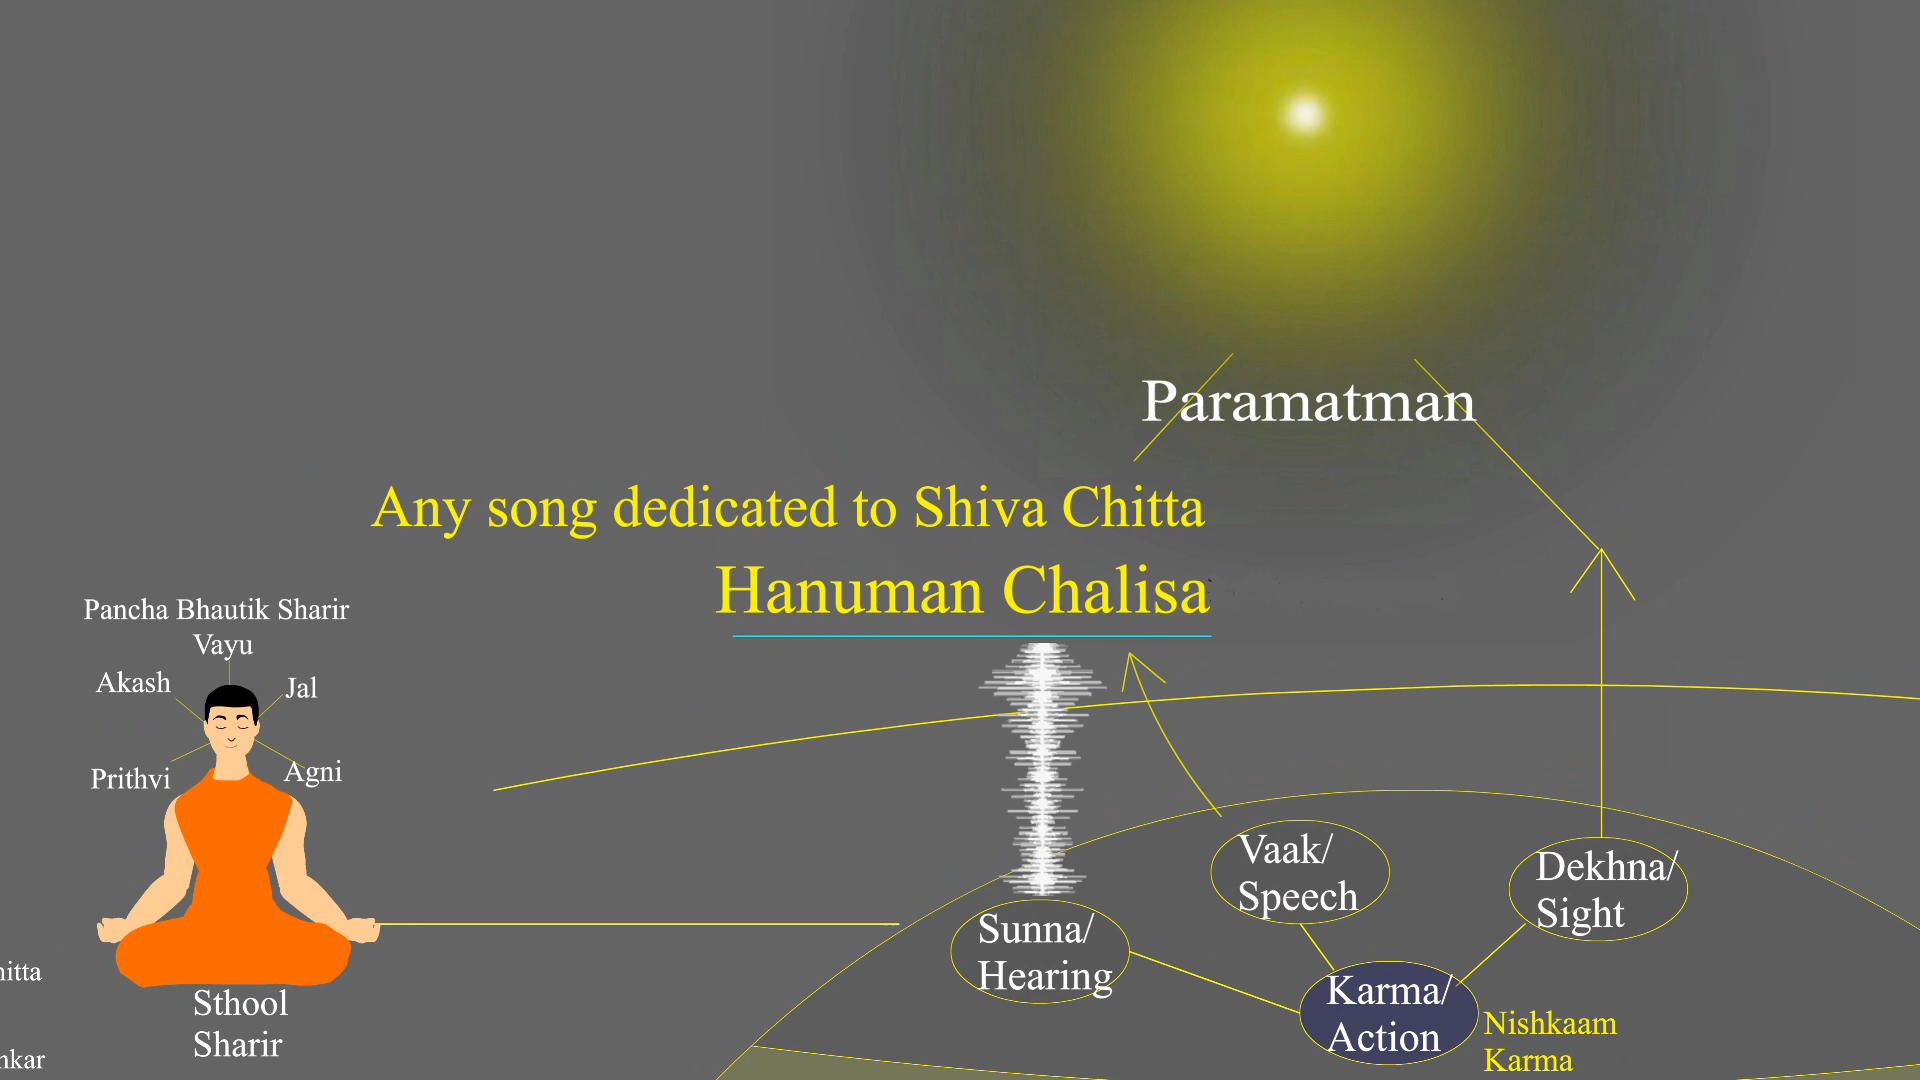 Paramatman
Any song dedicated to Shiva Chitta
Hanuman Chalisa
Pancha Bhautik Sharir
Vayu
Akash
Jal
Prithvi
Agni
Sthool
Sharir
Vaak/
Speech
Dekhna/
Sight
Sunna/
Hearing
Karma/
Action
Nishkaam
Karma